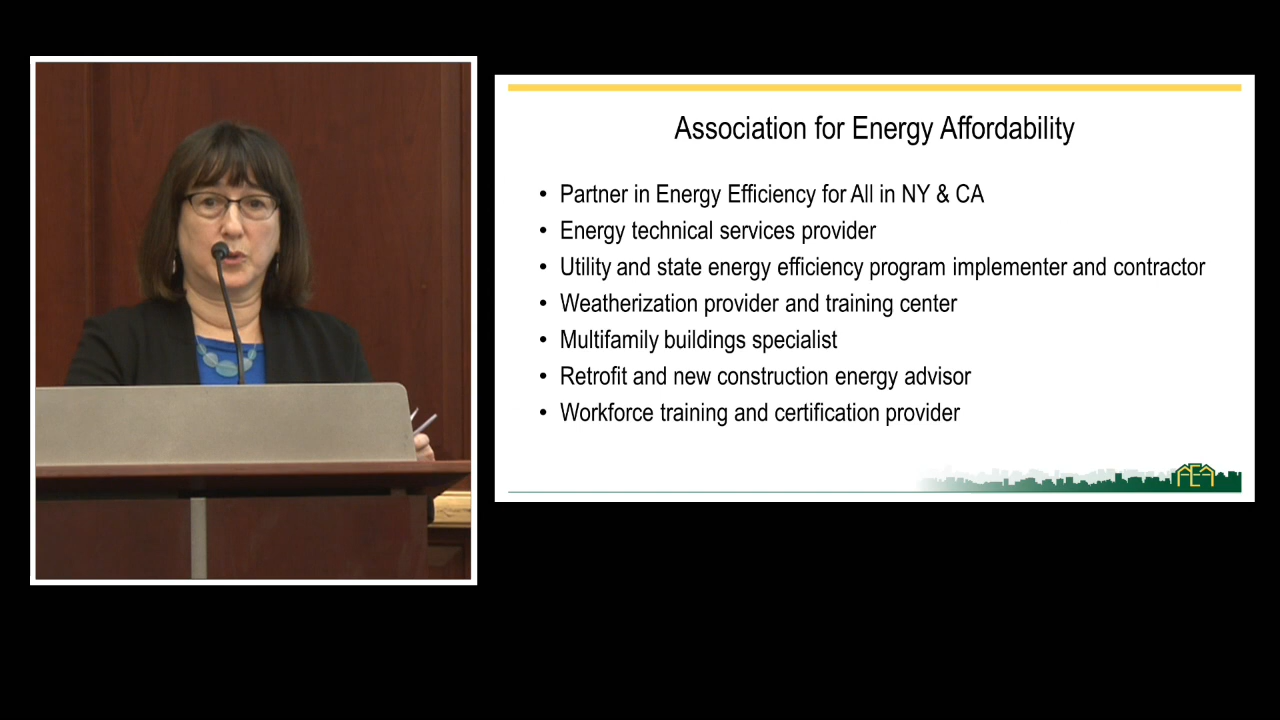 Association for Energy Affordability
• Partner in Energy Efficiency for All in NY & CA
• Energy technical services provider
• Utility and state energy efficiency program implementer and contractor
• Weatherization provider and training center
• Multifamily buildings specialist
• Retrofit and new construction energy advisor
• Workforce training and certification provider
AEA